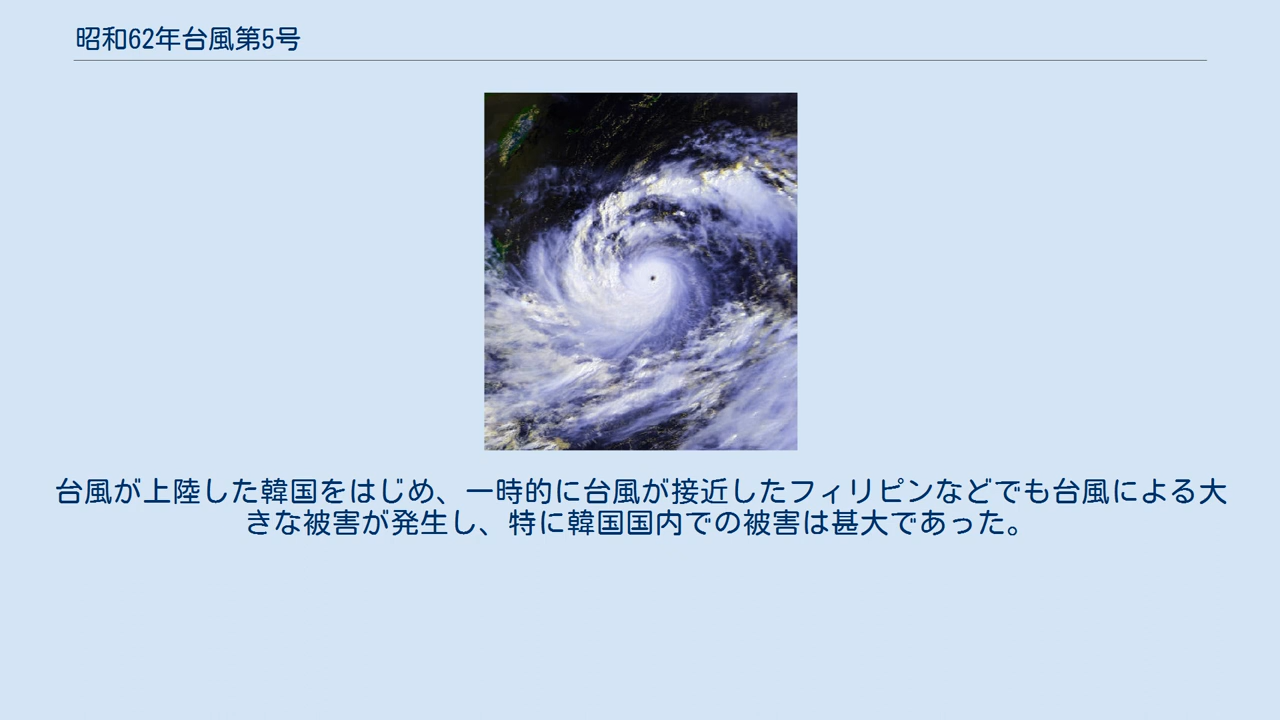 昭和62年台風第5号
台風が上陸した韓国をはじめ、一時的に台風が接近したフィリピンなどでも台風による大
きな被害が発生し、特に韓国国内での被害は甚大であった。